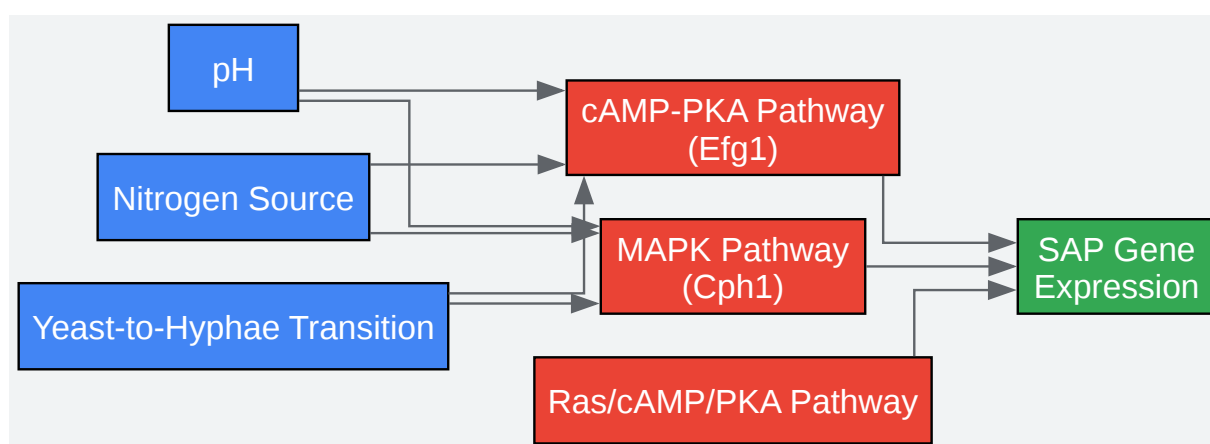 pH
cAMP-PKA Pathway
(Efg1)
Nitrogen Source
MAPK Pathway
(Cph1)
SAP Gene
Expression
Yeast-to-Hyphae Transition
Ras/cAMP/PKA Pathway